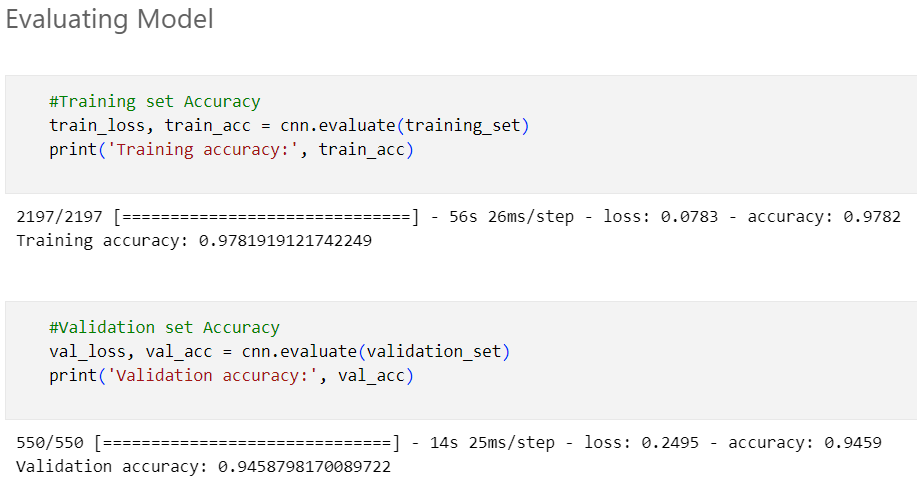 Evaluating Model
#Training set Accuracy
train_loss, train_acc = cnn.evaluate(training_set)
print('Training accuracy:', train_acc)
2197/2197 [==============================] - 56s 26ms/step - loss: 0.0783 - accuracy: 0.9782
Training accuracy: 0.9781919121742249
#Validation set Accuracy
val_loss, val_acc = cnn.evaluate(validation_set)
print('Validation accuracy:', val_acc)
550/550 [==============================] - 14s 25ms/step - loss: 0.2495 - accuracy: 0.9459
Validation accuracy: 0.9458798170089722